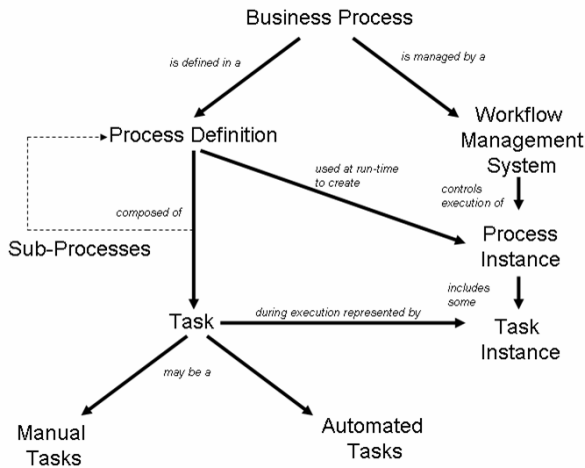 Business Process
is defined in a
is managed by a
Process Definition
Workflow
Management
System
used at run-time
to create
controls
execution of
composed of
Sub-Processes
Process
Instance
includes
some
Task
during execution represented by
Task
Instance
may be a
Manual
Tasks
Automated
Tasks